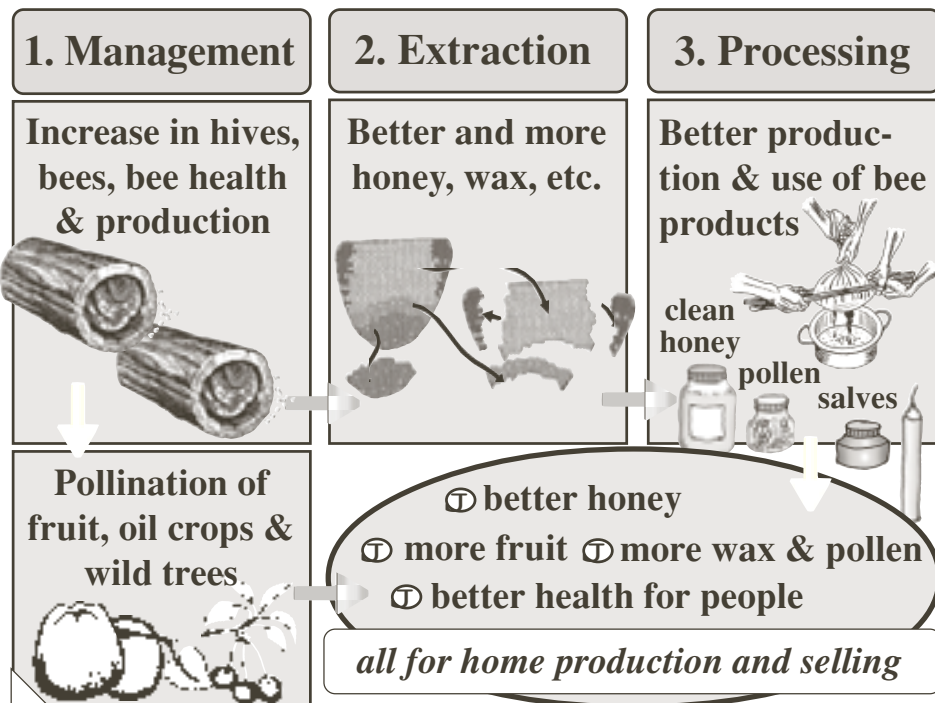 1. Management
2. Extraction
3. Processing
Increase in hives,
bees, bee health
& production
Better and more
honey, wax, etc.
Better produc-
tion & use of bee
products
clean
honey
pollen
salves
Pollination of
fruit, oil crops &
wild trees
better honey
more fruit
more wax & pollen
better health for people
all for home production and selling